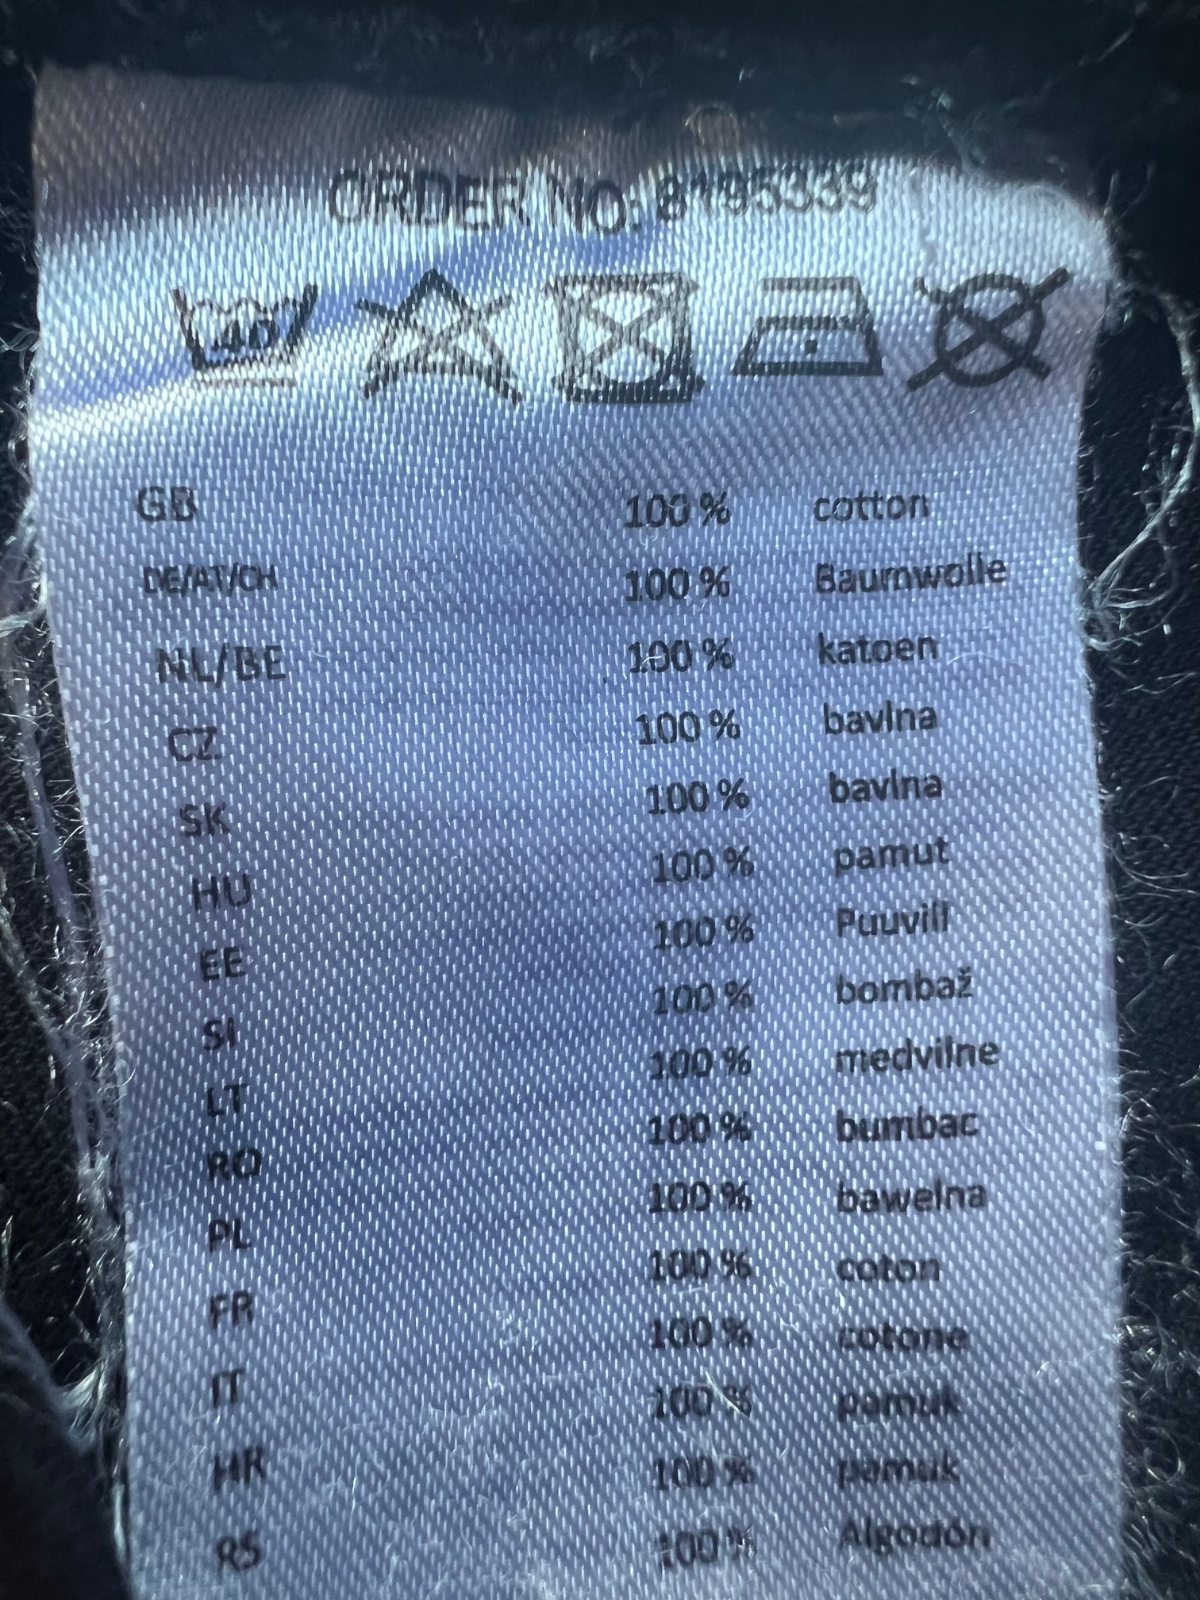 ORDER No: 8195339
40
GB 100 % cotton
DE/AT/CH 100 % Baumwolle
NL/BE 100 % katoen
CZ 100 % bavlna
SK 100 % bavlna
HU 100 % pamut
EE 100 % Puuvill
SI 100 % bombaž
LT 100 % medvilne
RO 100 % bumbac
PL 100 % bawelna
FR 100 % coton
IT 100 % cotone
HR 100 % pamuk
RS 100 % pamuk
100 % Algodón